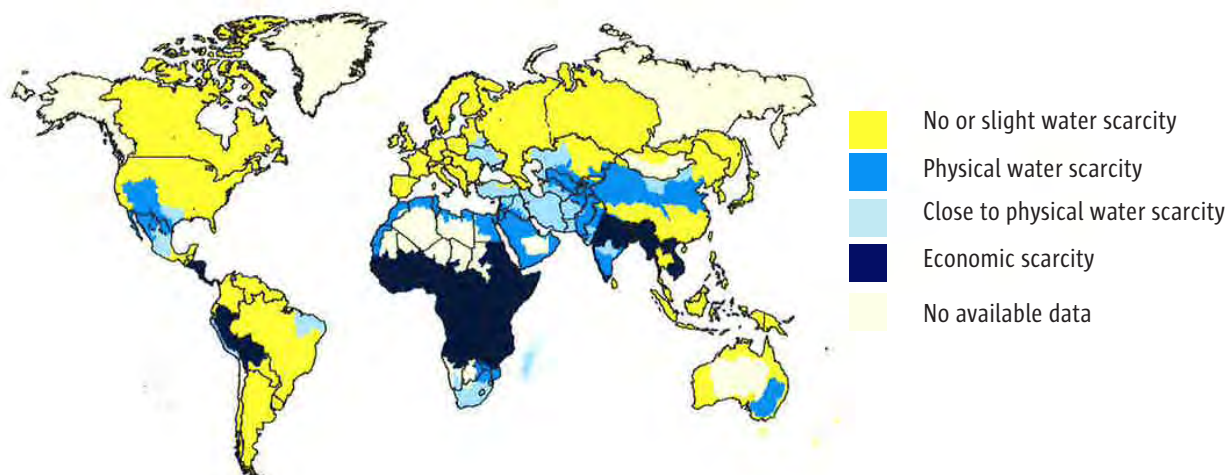 No or slight water scarcity
Physical water scarcity
Close to physical water scarcity
Economic scarcity
No available data